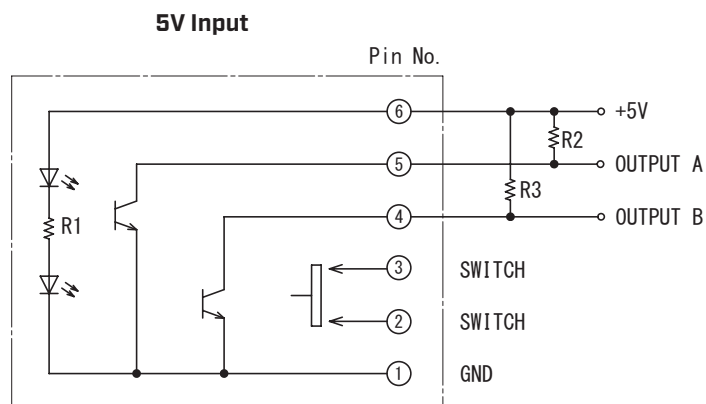 5V Input
Pin No.
6
+5V
R2
5
OUTPUT A
R3
R1
4
OUTPUT B
3
SWITCH
2
SWITCH
1
GND